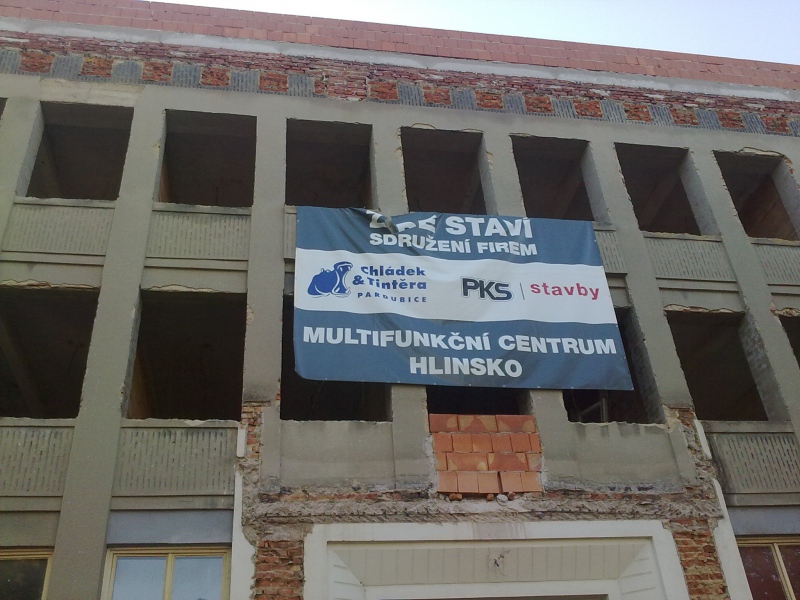 STAVÍ
SDRUŽENÍ FIREM
Chládek
& Tintěra
PARDUBICE
PKS | stavby
MULTIFUNKČNÍ CENTRUM
HLINSKO